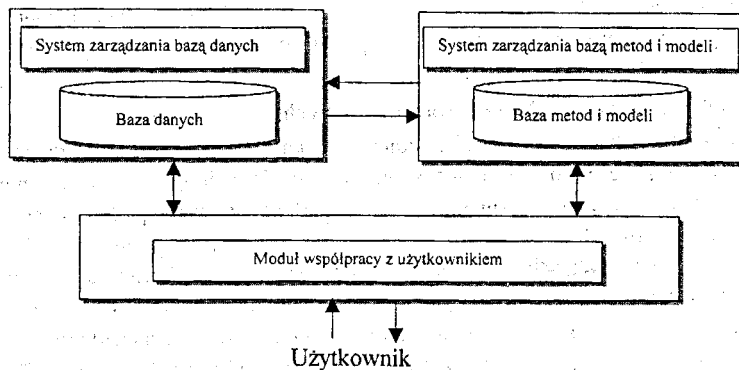 System zarządzania bazą danych
System zarządzania bazą metod i modeli
Baza danych
Baza metod i modeli
Moduł współpracy z użytkownikiem
Użytkownik